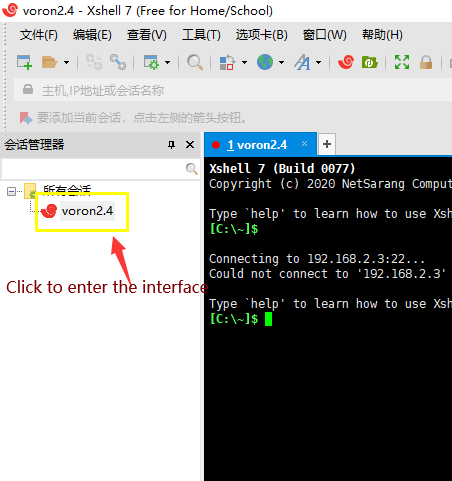 voron2.4 - Xshell 7 (Free for Home/School)
文件(F) 编辑(E) 查看(V) 工具(T) 选项卡(B) 窗口(W) 帮助(H)
主机,IP地址或会话名称
要添加当前会话，点击左侧的箭头按钮。
会话管理器
1 voron2.4
所有会话
voron2.4
Click to enter the interface
Xshell 7 (Build 0077)
Copyright (c) 2020 NetSarang Compu
Type `help' to learn how to use Xsh
[C:\~]$
Connecting to 192.168.2.3:22...
Could not connect to '192.168.2.3'
Type `help' to learn how to use Xsh
[C:\~]$